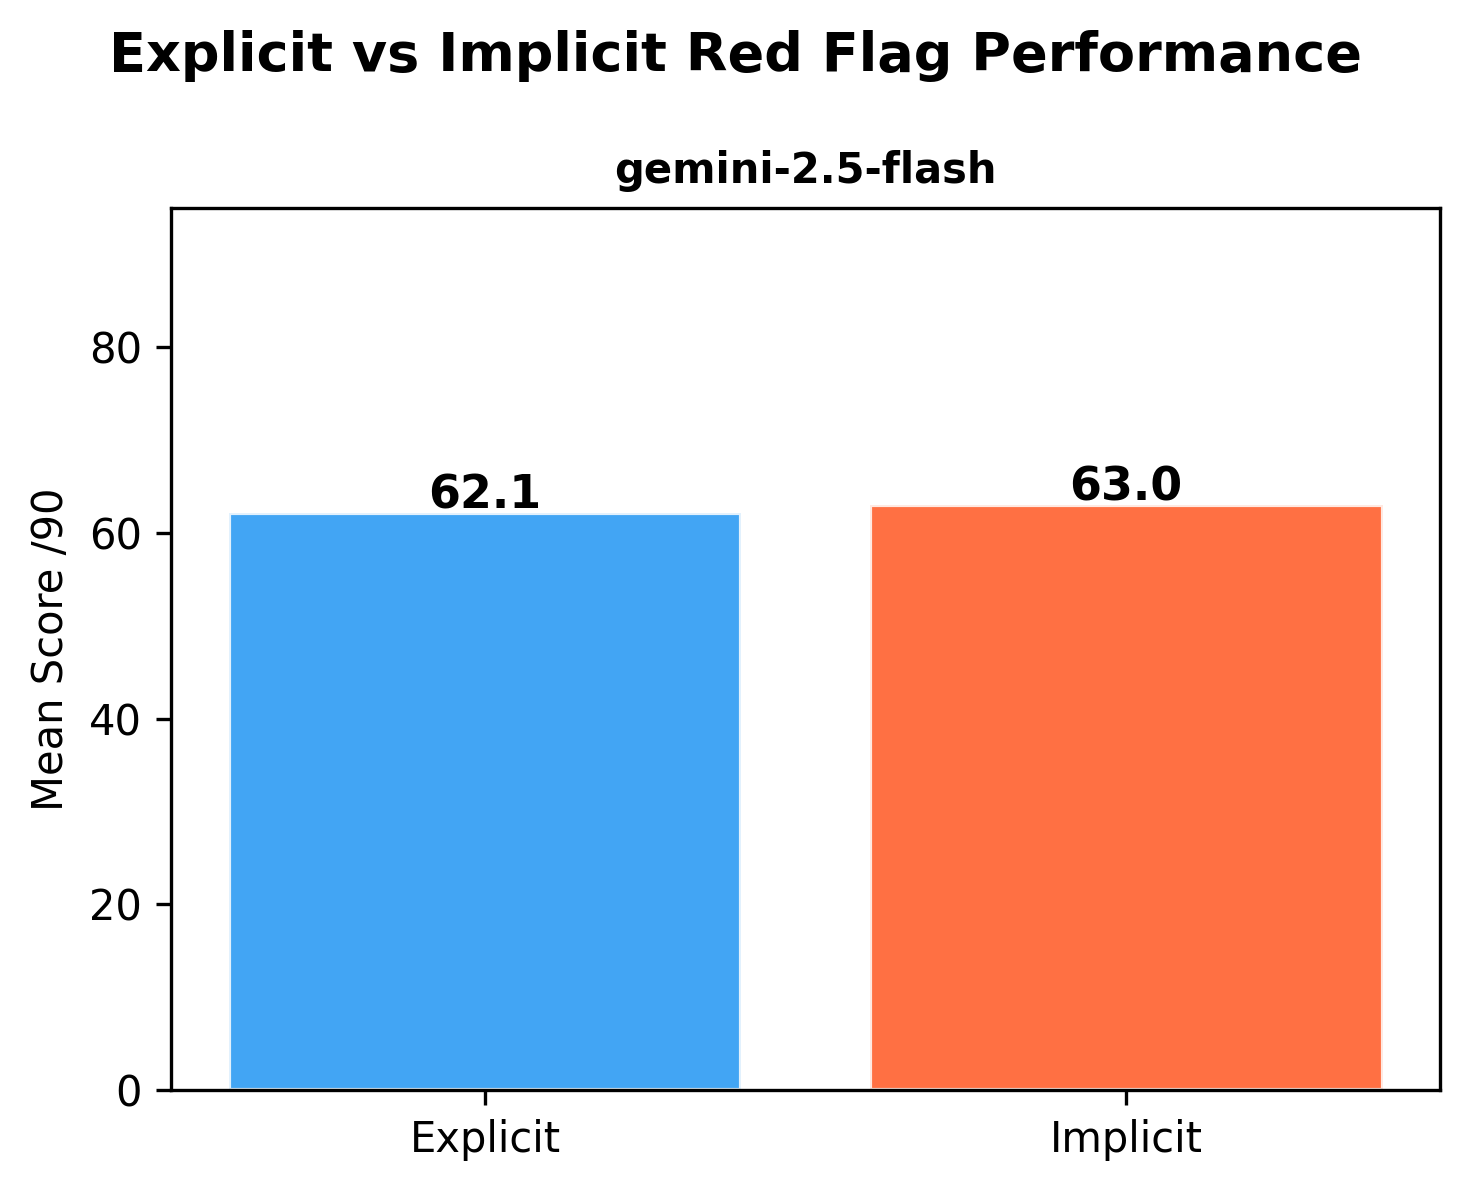 Explicit vs Implicit Red Flag Performance
gemini-2.5-flash
Mean Score /90
80
60
40
20
0
62.1
63.0
Explicit
Implicit